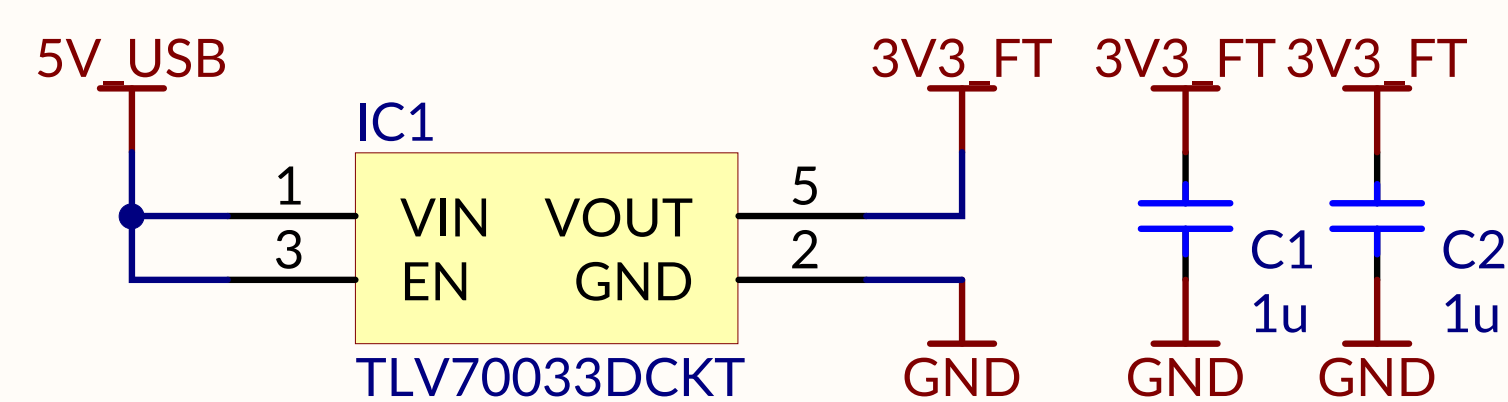 5V_USB
3V3_FT
3V3_FT
3V3_FT
IC1
1
VIN
VOUT
5
3
EN
GND
2
C1
C2
1u
1u
TLV70033DCKT
GND
GND
GND